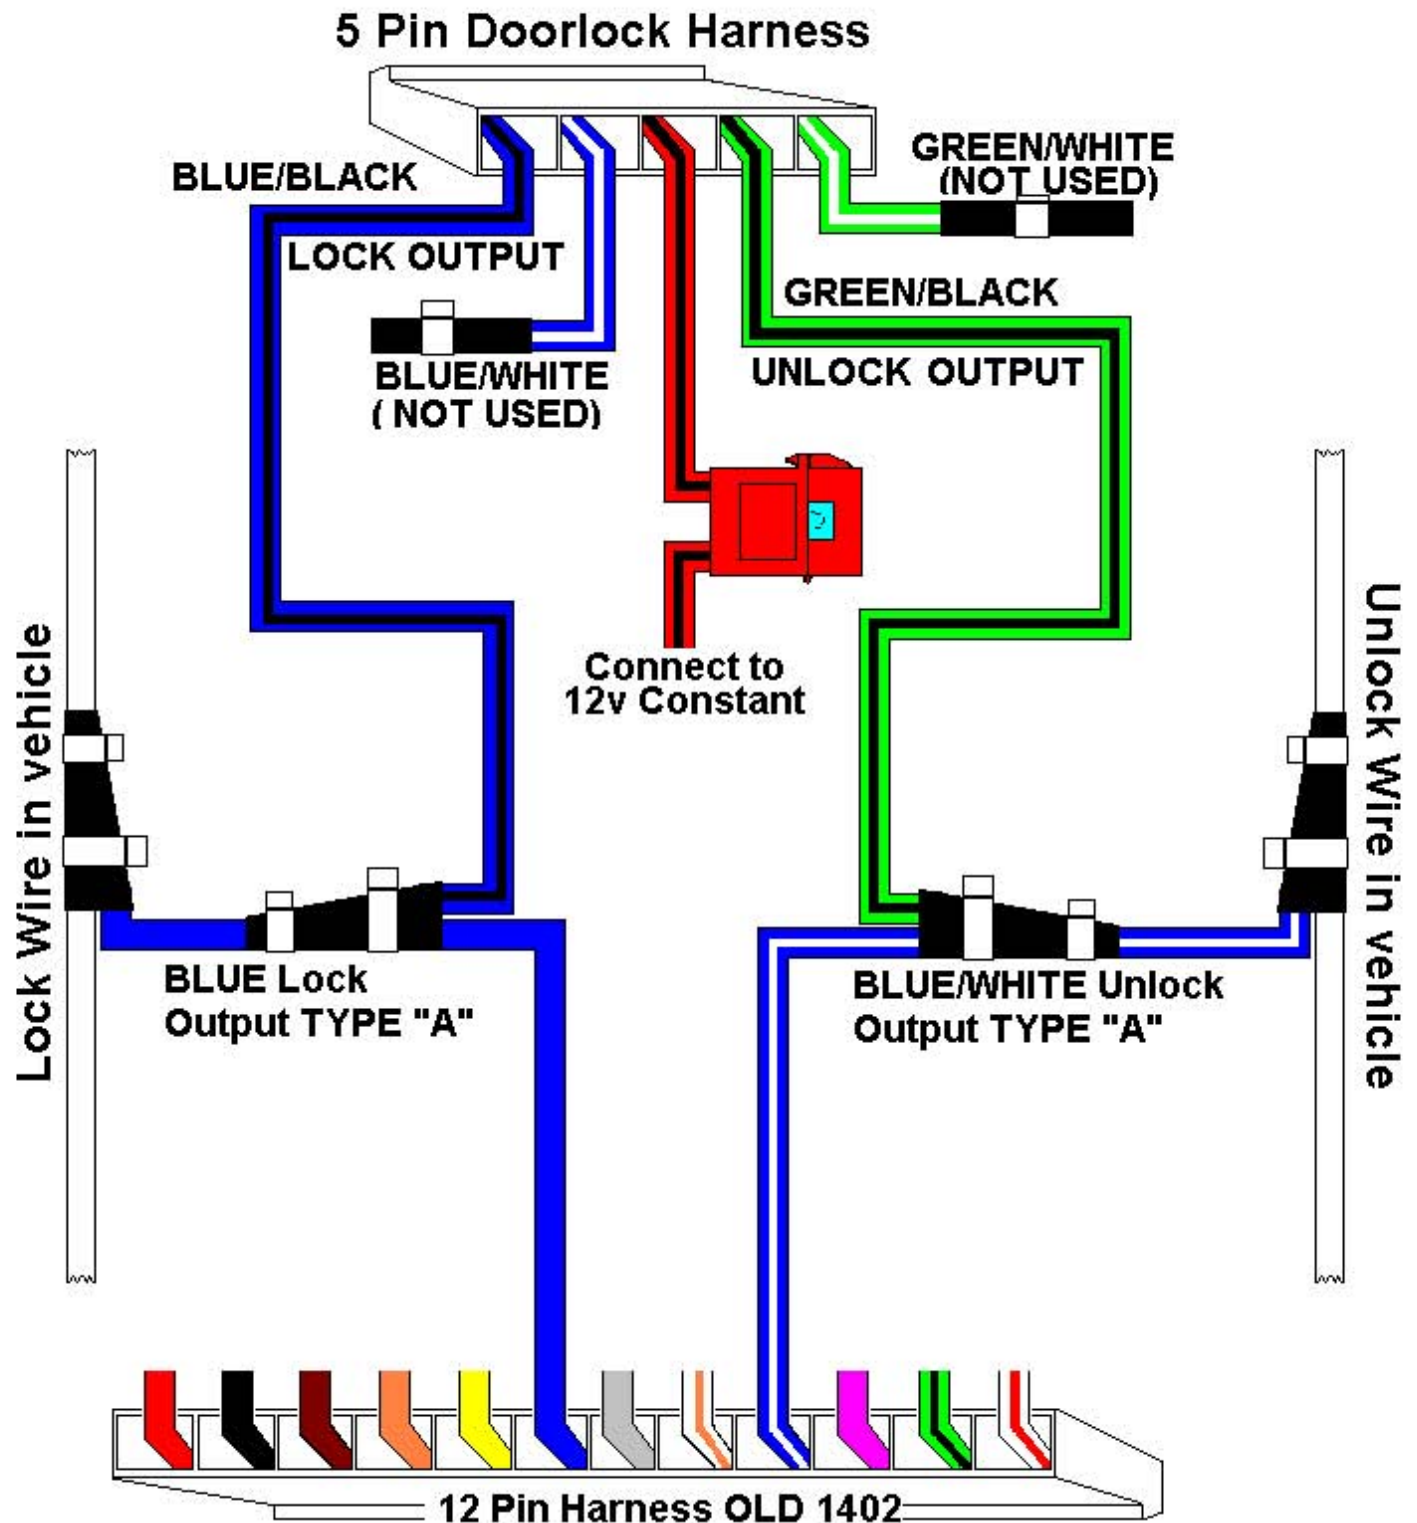 5 Pin Doorlock Harness
BLUE/BLACK
LOCK OUTPUT
BLUE/WHITE
( NOT USED)
GREEN/WHITE
(NOT USED)
GREEN/BLACK
UNLOCK OUTPUT
Connect to
12v Constant
Lock Wire in vehicle
Unlock Wire in vehicle
BLUE Lock
Output TYPE "A"
BLUE/WHITE Unlock
Output TYPE "A"
12 Pin Harness OLD 1402